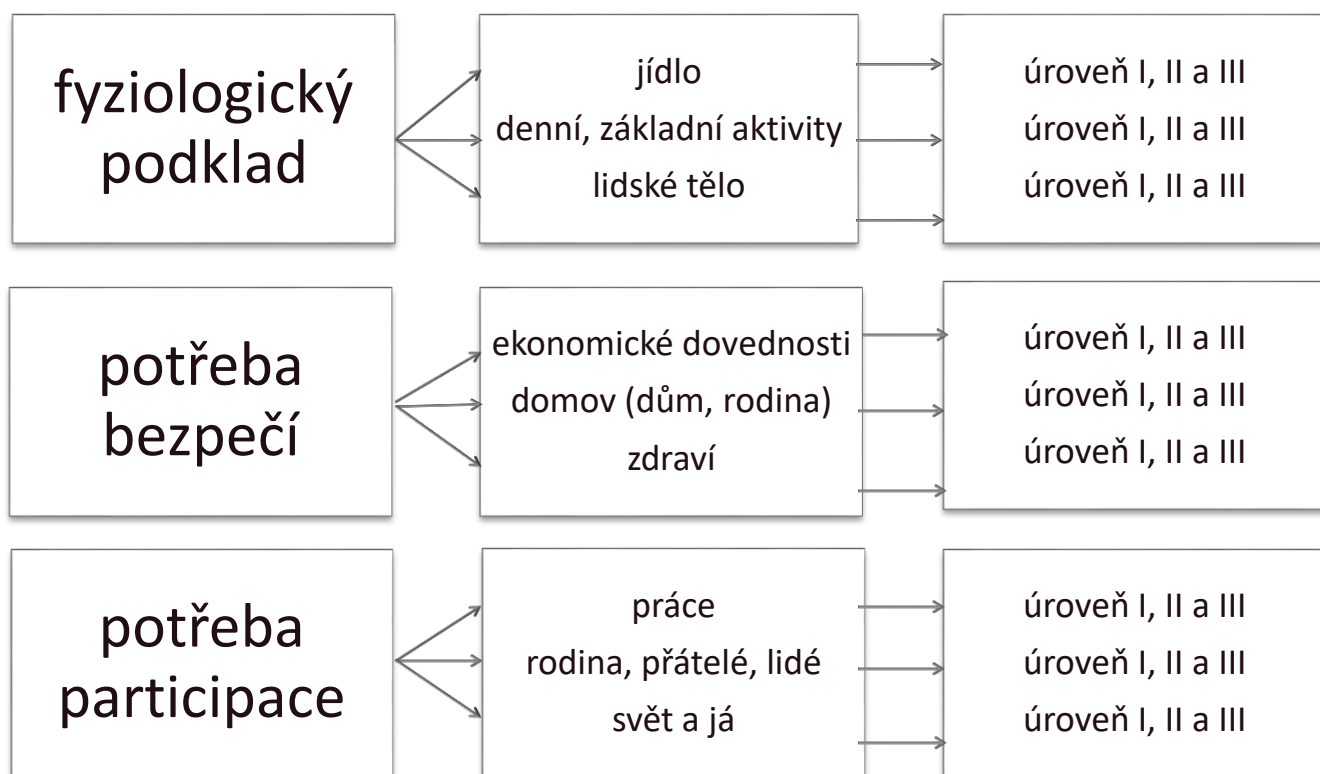 fyziologický
podklad
jídlo
denní, základní aktivity
lidské tělo
úroveň I, II a III
úroveň I, II a III
úroveň I, II a III
potřeba
bezpečí
ekonomické dovednosti
domov (dům, rodina)
zdraví
úroveň I, II a III
úroveň I, II a III
úroveň I, II a III
potřeba
participace
práce
rodina, přátelé, lidé
svět a já
úroveň I, II a III
úroveň I, II a III
úroveň I, II a III